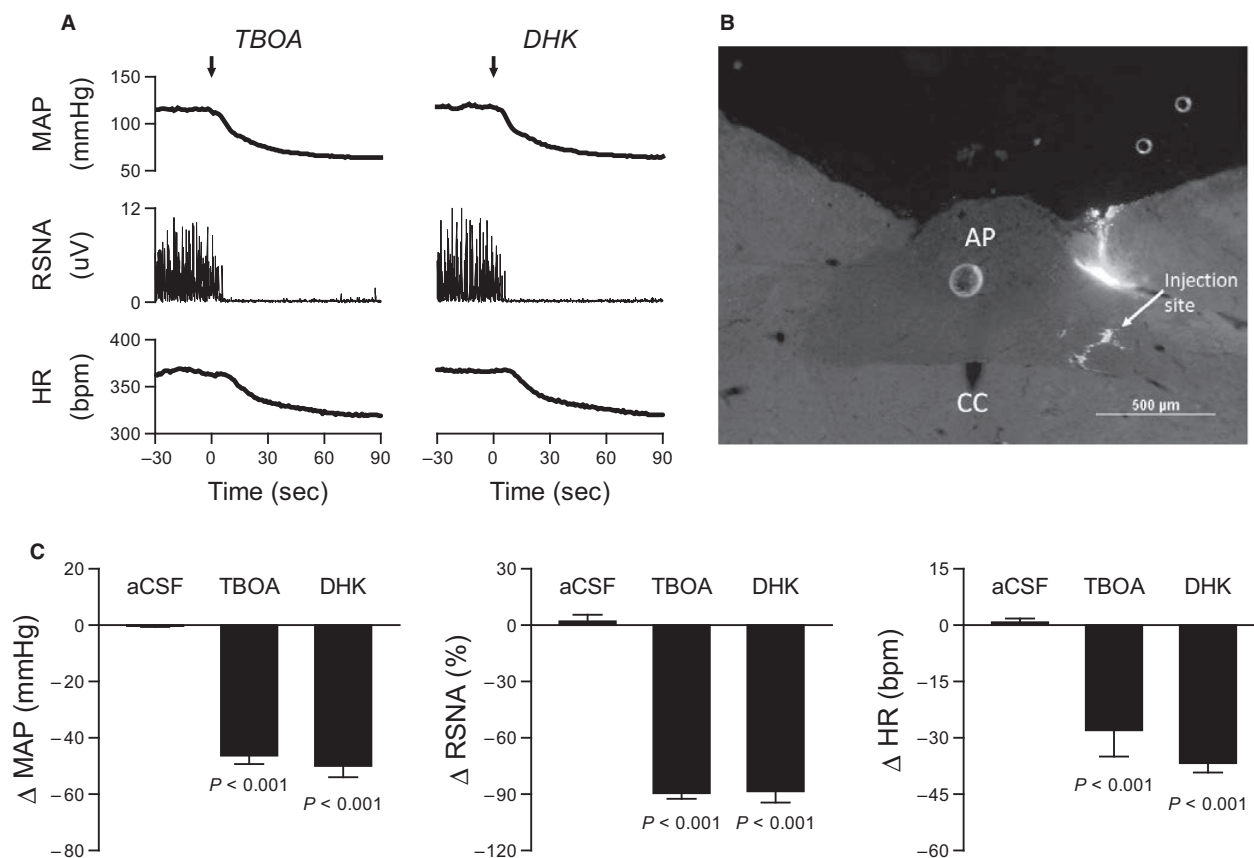 A
TBOA
DHK
MAP
(mmHg)
150
100
50
RSNA
(uV)
12
0
HR
(bpm)
400
350
300
–30 0 30 60 90
–30 0 30 60 90
Time (sec)
Time (sec)
B
AP
Injection
site
CC
500 µm
C
Δ MAP (mmHg)
20
0
–20
–40
–60
–80
aCSF TBOA DHK
P < 0.001
P < 0.001
Δ RSNA (%)
60
30
0
–30
–60
–90
–120
aCSF TBOA DHK
P < 0.001 P < 0.001
Δ HR (bpm)
15
0
–15
–30
–45
–60
aCSF TBOA DHK
P < 0.001
P < 0.001